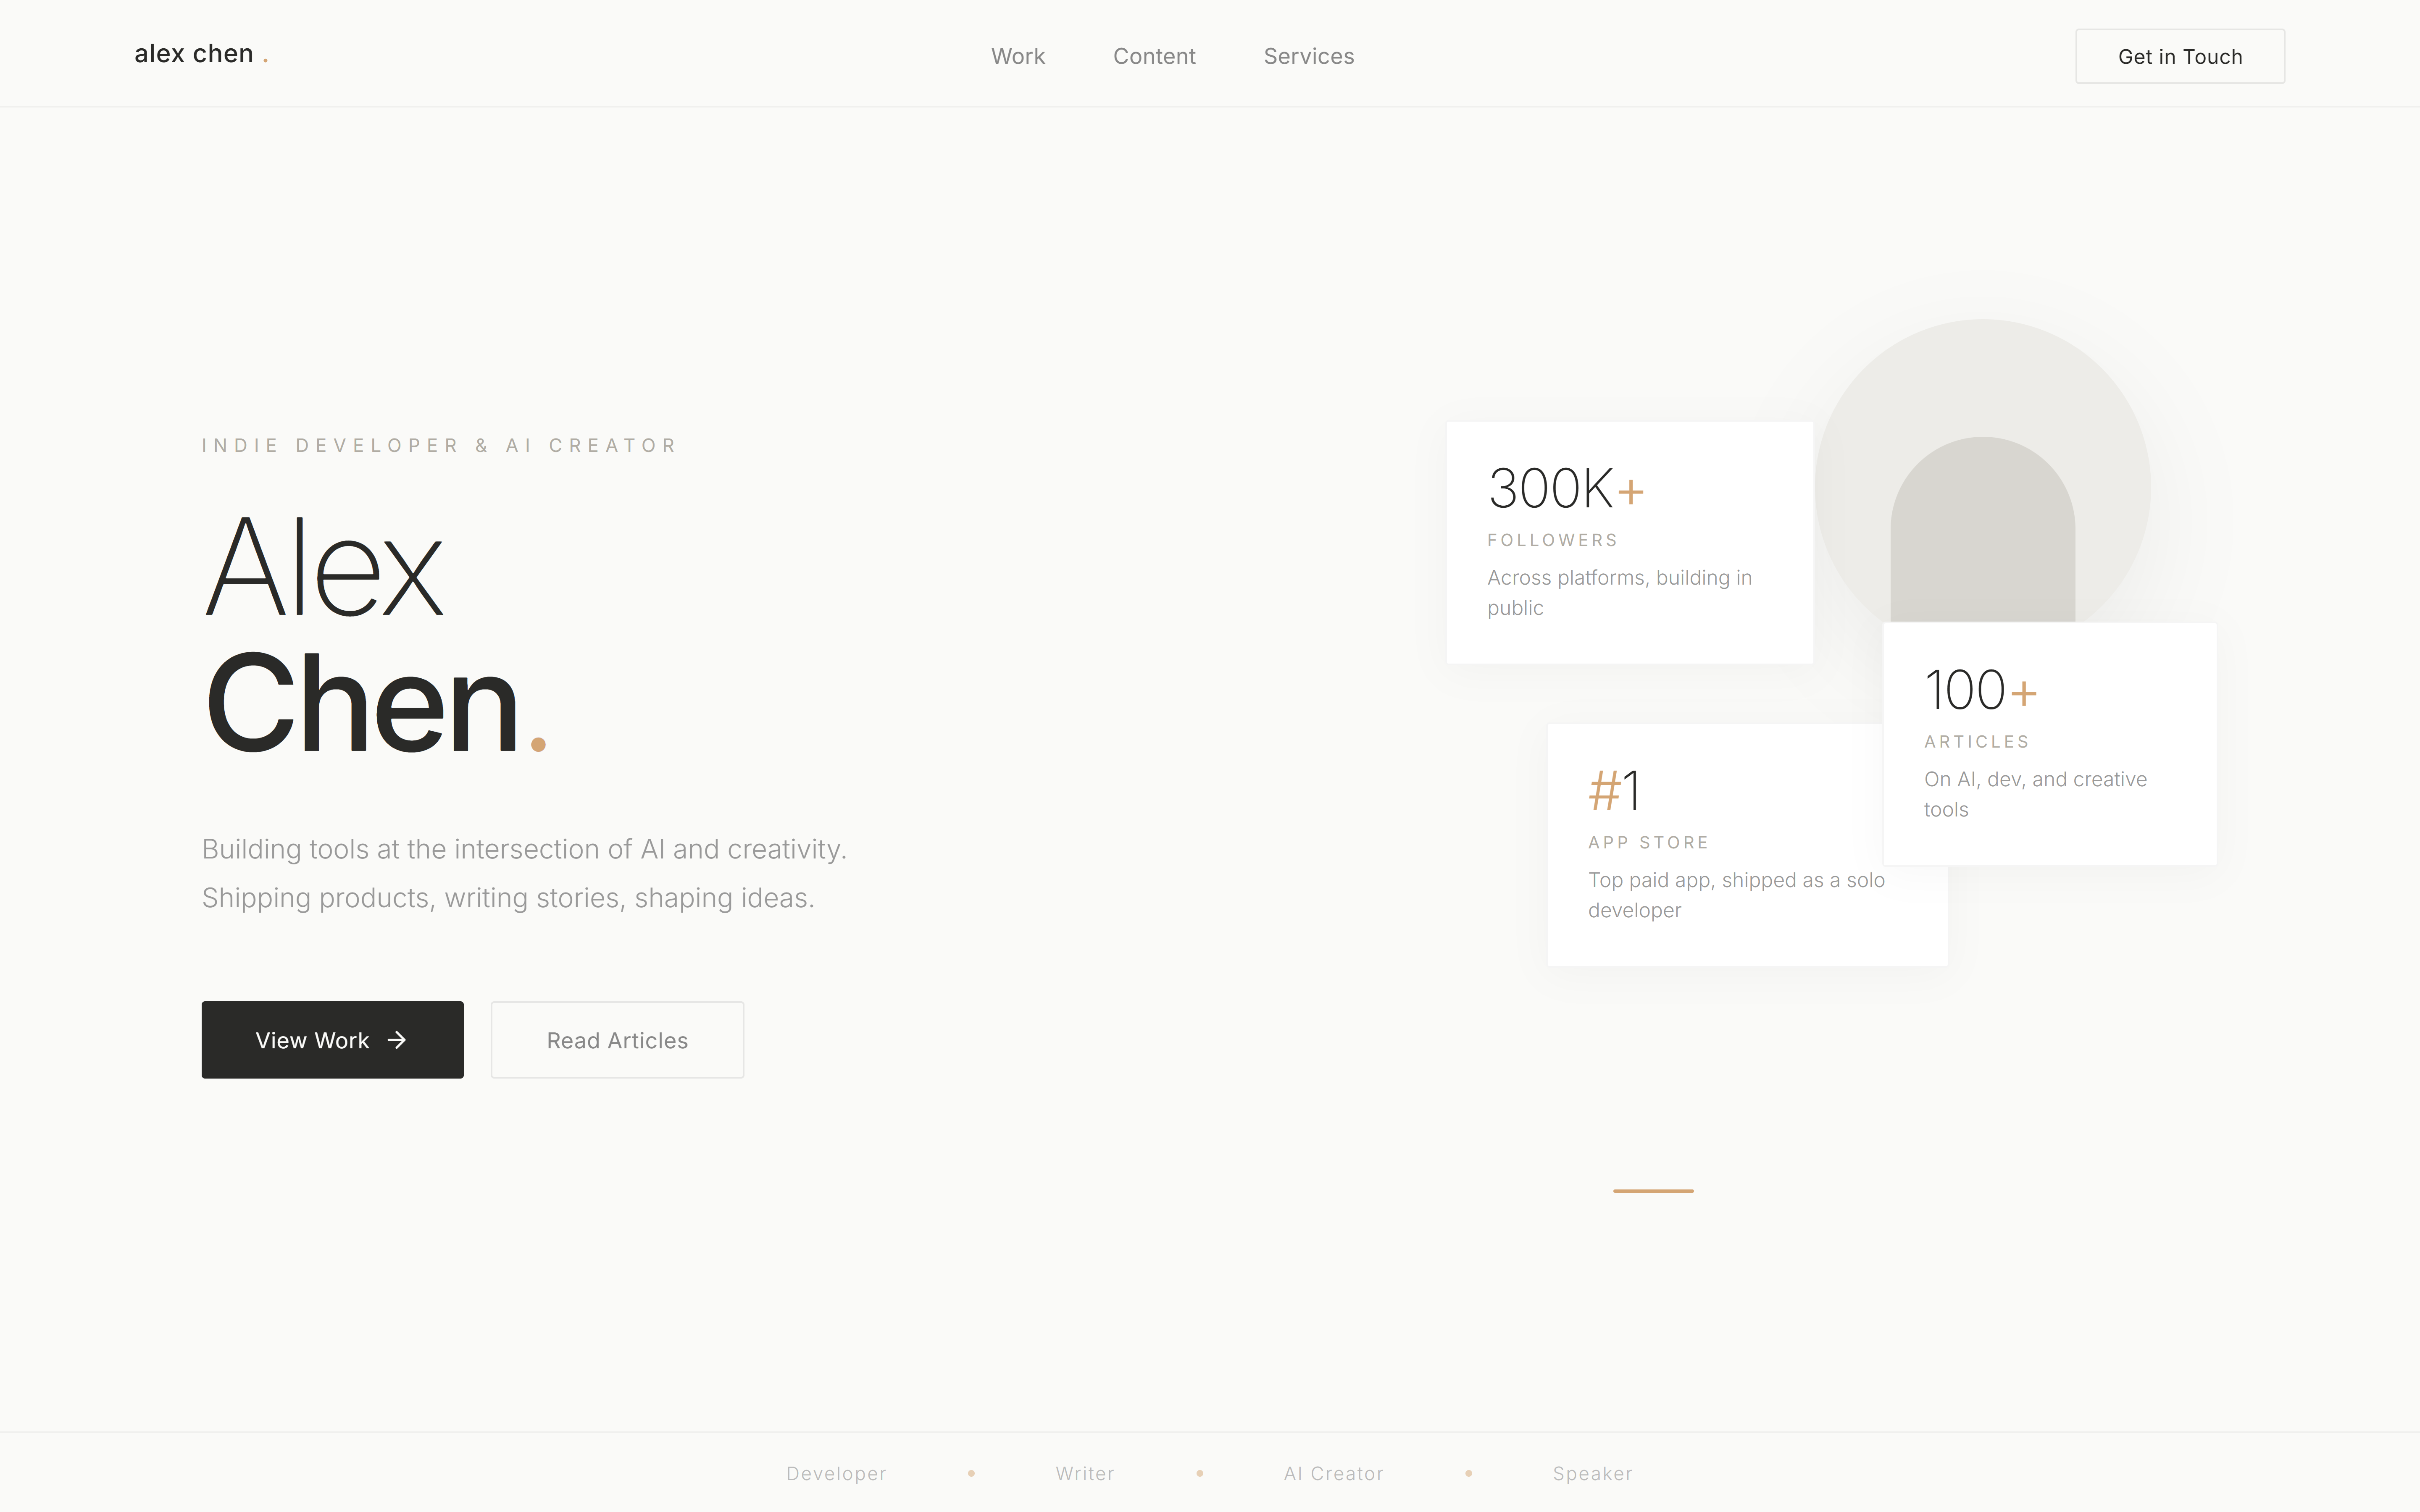 alex chen .
Work
Content
Services
Get in Touch
INDIE DEVELOPER & AI CREATOR
Alex
Chen.
Building tools at the intersection of AI and creativity.
Shipping products, writing stories, shaping ideas.
View Work →
Read Articles
300K+
FOLLOWERS
Across platforms, building in
public
100+
ARTICLES
On AI, dev, and creative
tools
#1
APP STORE
Top paid app, shipped as a solo
developer
Developer
Writer
AI Creator
Speaker